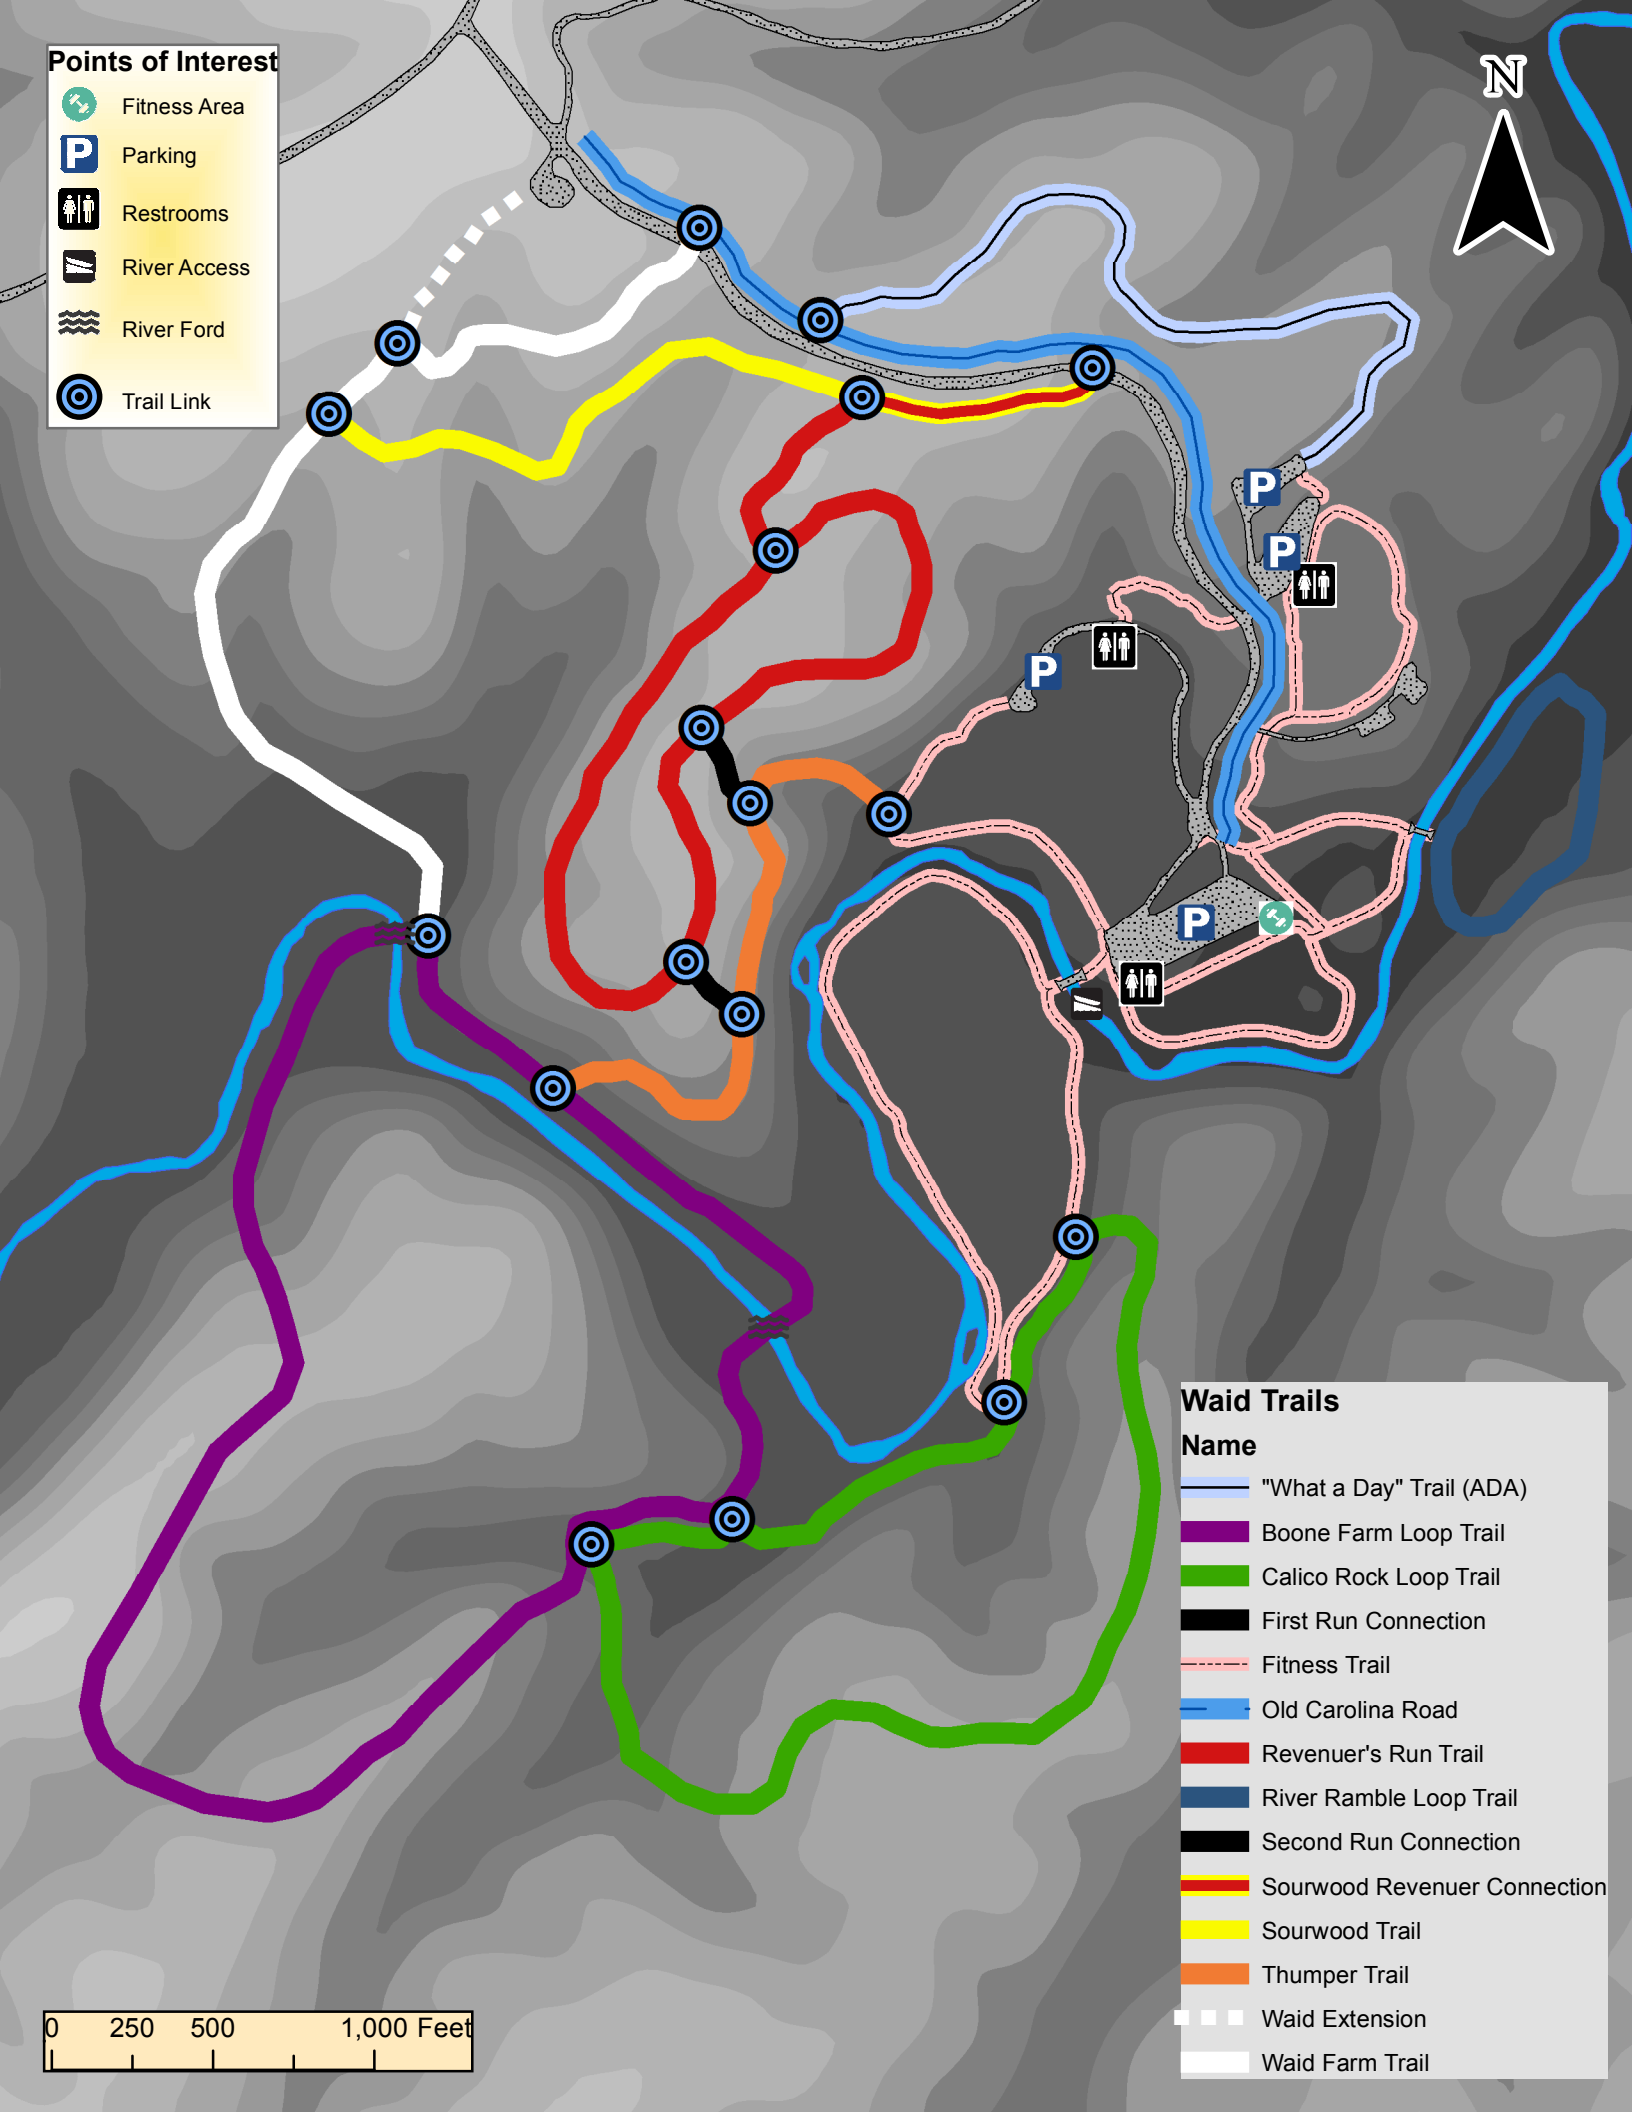 Points of Interest
Fitness Area
P Parking
Restrooms
River Access
River Ford
Trail Link
N
P
P
P
P
Waid Trails
Name
"What a Day" Trail (ADA)
Boone Farm Loop Trail
Calico Rock Loop Trail
First Run Connection
Fitness Trail
Old Carolina Road
Revenuer's Run Trail
River Ramble Loop Trail
Second Run Connection
Sourwood Revenuer Connection
Sourwood Trail
Thumper Trail
Waid Extension
Waid Farm Trail
0 250 500 1,000 Feet